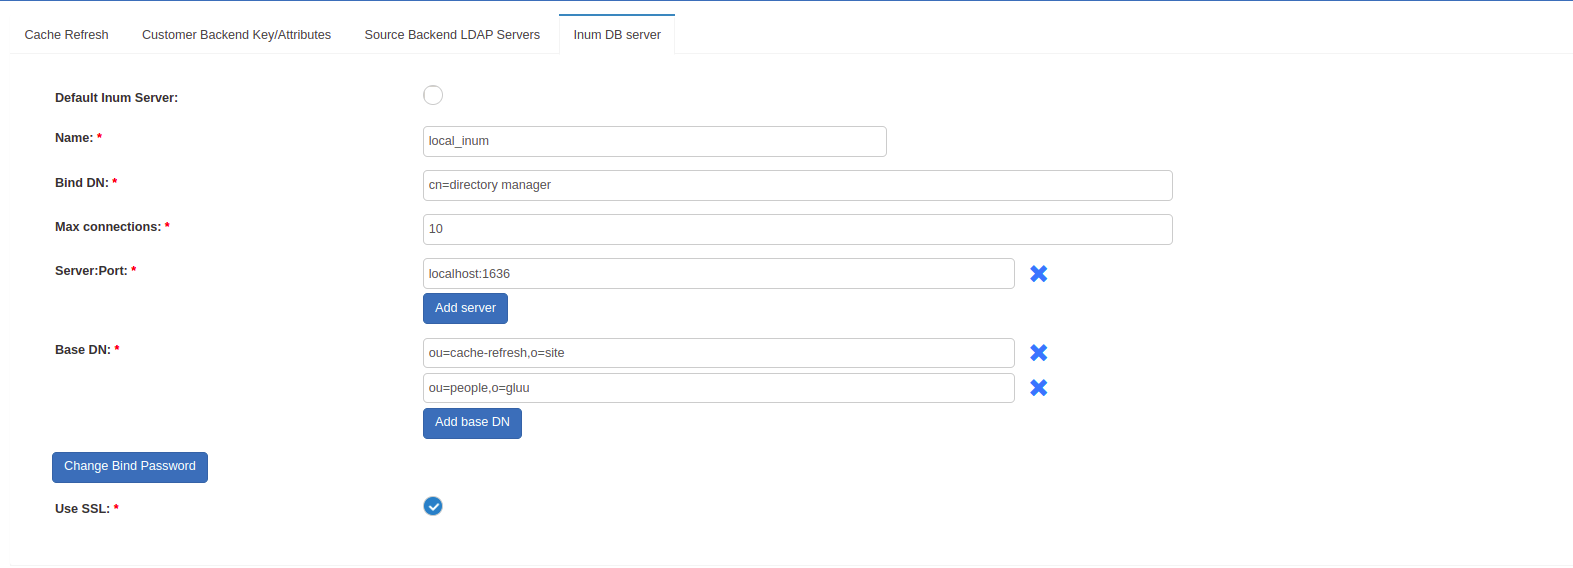 Cache Refresh Customer Backend Key/Attributes Source Backend LDAP Servers Inum DB server
Default Inum Server:
Name: * local_inum
Bind DN: * cn=directory manager
Max connections: * 10
Server:Port: * localhost:1636
Add server
Base DN: * ou=cache-refresh,o=site
ou=people,o=gluu
Add base DN
Change Bind Password
Use SSL: *